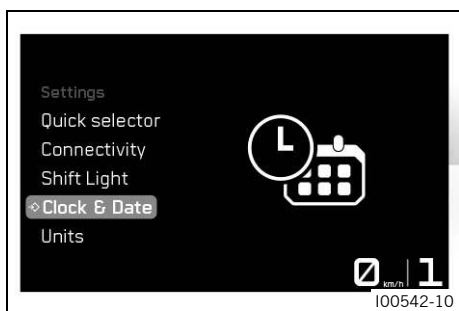 Settings
Quick selector
Connectivity
Shift Light
Clock & Date
Units
0 km/h 1
I00542-10